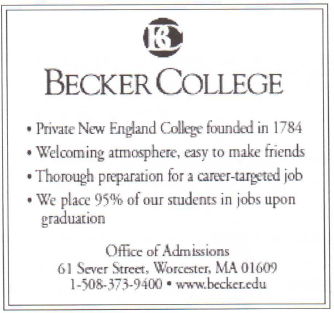 BC
BECKER COLLEGE
• Private New England College founded in 1784
• Welcoming atmosphere, easy to make friends
• Thorough preparation for a career-targeted job
• We place 95% of our students in jobs upon
graduation
Office of Admissions
61 Sever Street, Worcester, MA 01609
1-508-373-9400 • www.becker.edu